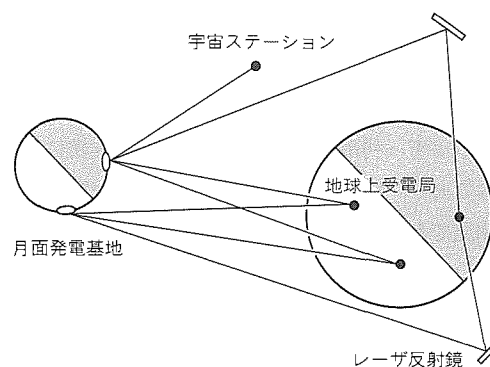 宇宙ステーション
地球上受電局
月面発電基地
レーザ反射鏡